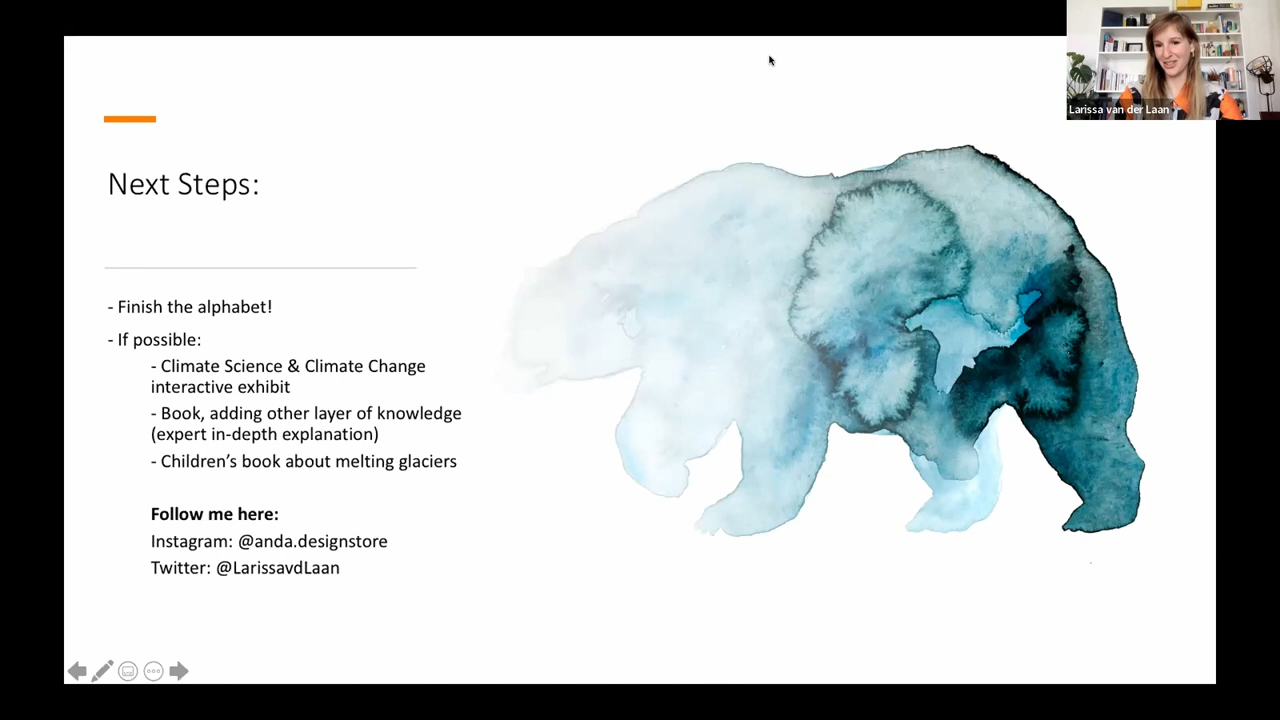 Larissa van der Laan
Next Steps:
- Finish the alphabet!
- If possible:
- Climate Science & Climate Change
interactive exhibit
- Book, adding other layer of knowledge
(expert in-depth explanation)
- Children’s book about melting glaciers
Follow me here:
Instagram: @anda.designstore
Twitter: @LarissavdLaan